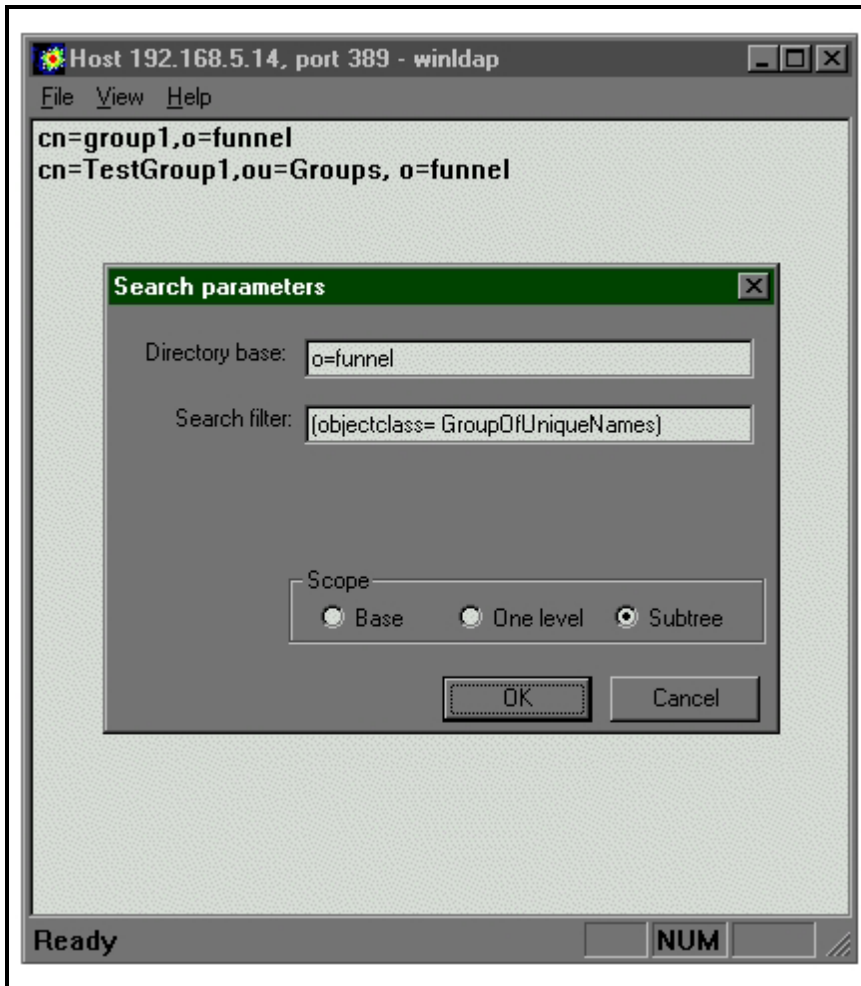 Host 192.168.5.14, port 389 - winldap
File View Help
cn=group1,o=funnel
cn=TestGroup1,ou=Groups, o=funnel
Search parameters
Directory base: o=funnel
Search filter: (objectclass= GroupOfUniqueNames)
Scope
Base One level Subtree
OK Cancel
Ready NUM